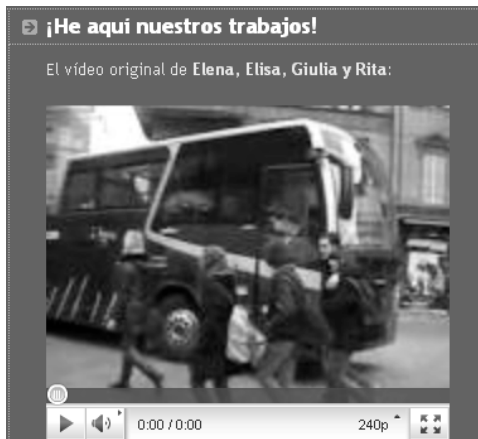 ¡He aquí nuestros trabajos!
El vídeo original de Elena, Elisa, Giulia y Rita:
0:00 / 0:00
240p